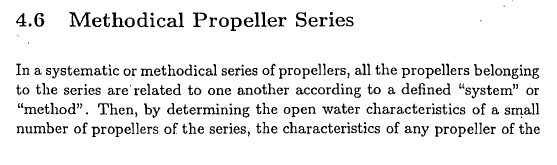 4.6 Methodical Propeller Series
In a systematic or methodical series of propellers, all the propellers belonging
to the series are related to one another according to a defined "system" or
"method". Then, by determining the open water characteristics of a small
number of propellers of the series, the characteristics of any propeller of the